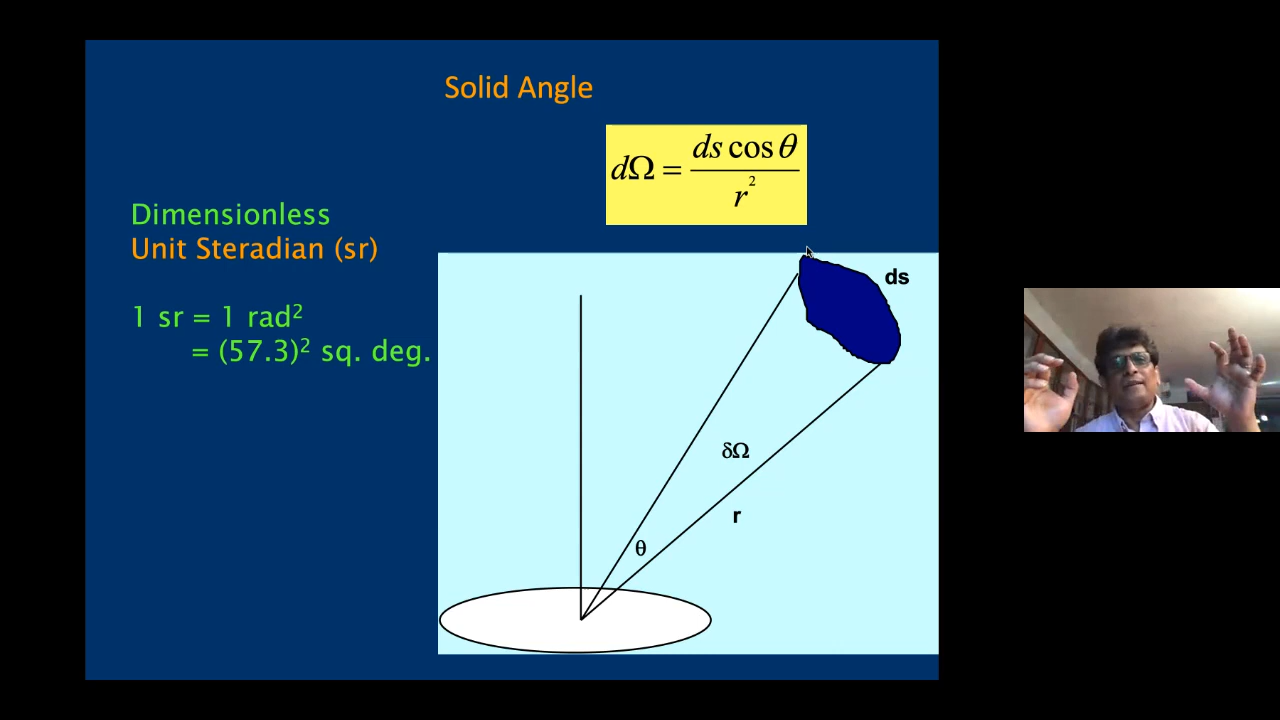 Solid Angle
dΩ = ds cos θ / r²
Dimensionless
Unit Steradian (sr)
1 sr = 1 rad²
= (57.3)² sq. deg.
ds
δΩ
r
θ